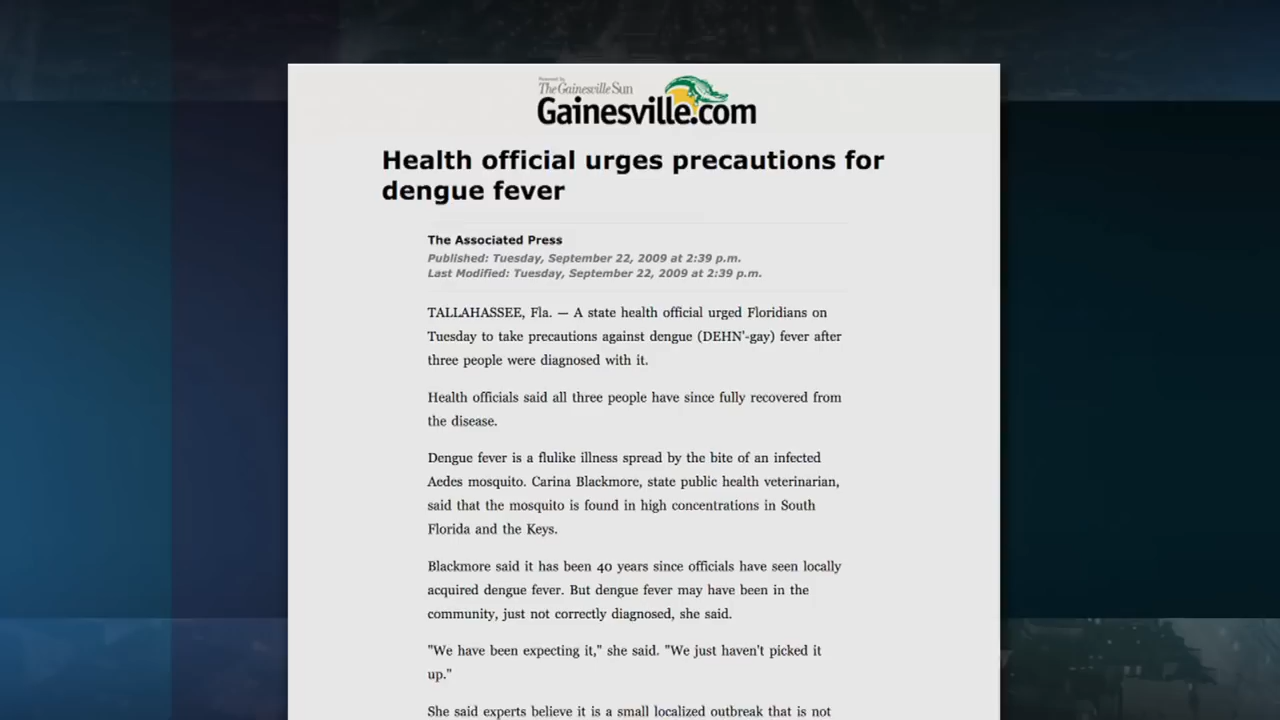 Powered by
The Gainesville Sun
Gainesville.com
Health official urges precautions for
dengue fever
The Associated Press
Published: Tuesday, September 22, 2009 at 2:39 p.m.
Last Modified: Tuesday, September 22, 2009 at 2:39 p.m.
TALLAHASSEE, Fla. — A state health official urged Floridians on
Tuesday to take precautions against dengue (DEHN'-gay) fever after
three people were diagnosed with it.
Health officials said all three people have since fully recovered from
the disease.
Dengue fever is a flulike illness spread by the bite of an infected
Aedes mosquito. Carina Blackmore, state public health veterinarian,
said that the mosquito is found in high concentrations in South
Florida and the Keys.
Blackmore said it has been 40 years since officials have seen locally
acquired dengue fever. But dengue fever may have been in the
community, just not correctly diagnosed, she said.
"We have been expecting it," she said. "We just haven't picked it
up."
She said experts believe it is a small localized outbreak that is not